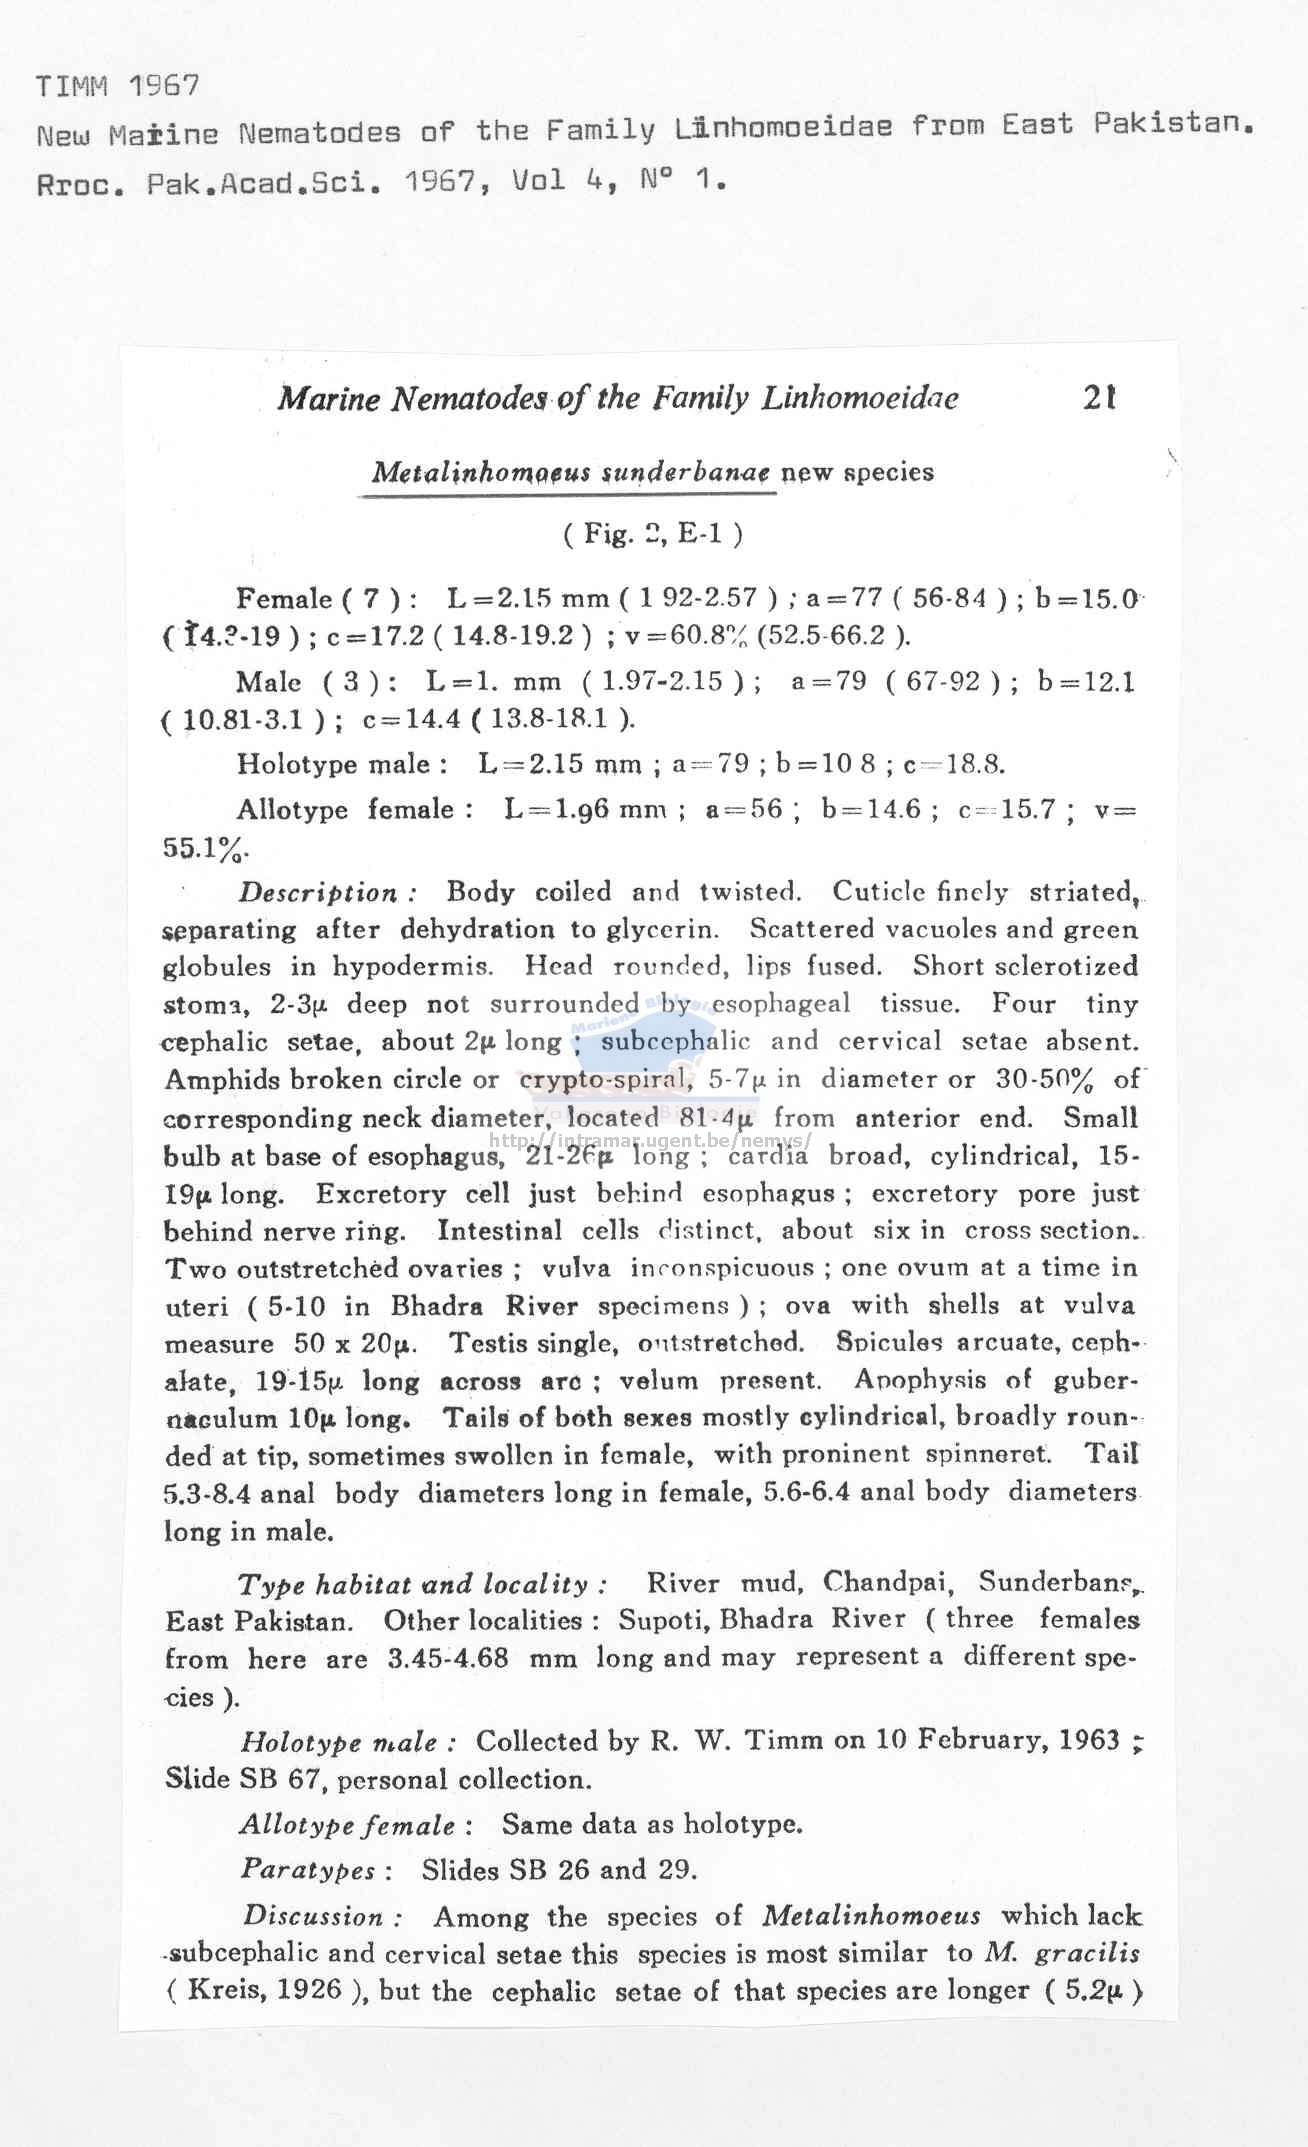 TIMM 1967
New Marine Nematodes of the Family Linhomoeidae from East Pakistan.
Rroc. Pak.Acad.Sci. 1967, Vol 4, N° 1.
Marine Nematodes of the Family Linhomoeidae 21
Metalinhomoeus sunderbanae new species
( Fig. 2, E-1 )
Female ( 7 ) : L=2.15 mm ( 1 92-2.57 ) ; a=77 ( 56-84 ) ; b=15.0
( 14.?-19 ) ; c=17.2 ( 14.8-19.2 ) ; v=60.8% (52.5-66.2 ).
Male ( 3 ) : L=1. mm ( 1.97-2.15 ) ; a=79 ( 67-92 ) ; b=12.1
( 10.81-3.1 ) ; c=14.4 ( 13.8-18.1 ).
Holotype male : L=2.15 mm ; a=79 ; b=10 8 ; c=18.8.
Allotype female : L=1.96 mm ; a=56 ; b=14.6 ; c=15.7 ; v=
55.1%.
Description : Body coiled and twisted. Cuticle finely striated,
separating after dehydration to glycerin. Scattered vacuoles and green
globules in hypodermis. Head rounded, lips fused. Short sclerotized
stoma, 2-3µ deep not surrounded by esophageal tissue. Four tiny
cephalic setae, about 2µ long ; subcephalic and cervical setae absent.
Amphids broken circle or crypto-spiral, 5-7µ in diameter or 30-50% of
corresponding neck diameter, located 81-4µ from anterior end. Small
bulb at base of esophagus, 21-26µ long ; cardia broad, cylindrical, 15-
19µ long. Excretory cell just behind esophagus ; excretory pore just
behind nerve ring. Intestinal cells distinct, about six in cross section.
Two outstretched ovaries ; vulva inconspicuous ; one ovum at a time in
uteri ( 5-10 in Bhadra River specimens ) ; ova with shells at vulva
measure 50 x 20µ. Testis single, outstretched. Spicules arcuate, ceph-
alate, 19-15µ long across arc ; velum present. Apophysis of guber-
naculum 10µ long. Tails of both sexes mostly cylindrical, broadly roun-
ded at tip, sometimes swollen in female, with proninent spinneret. Tail
5.3-8.4 anal body diameters long in female, 5.6-6.4 anal body diameters
long in male.
Type habitat and locality : River mud, Chandpai, Sunderbans,
East Pakistan. Other localities : Supoti, Bhadra River ( three females
from here are 3.45-4.68 mm long and may represent a different spe-
cies ).
Holotype male : Collected by R. W. Timm on 10 February, 1963 ;
Slide SB 67, personal collection.
Allotype female : Same data as holotype.
Paratypes : Slides SB 26 and 29.
Discussion : Among the species of Metalinhomoeus which lack
subcephalic and cervical setae this species is most similar to M. gracilis
( Kreis, 1926 ), but the cephalic setae of that species are longer ( 5.2µ )
Mariene Biologie
http://intramar.ugent.be/nemys/